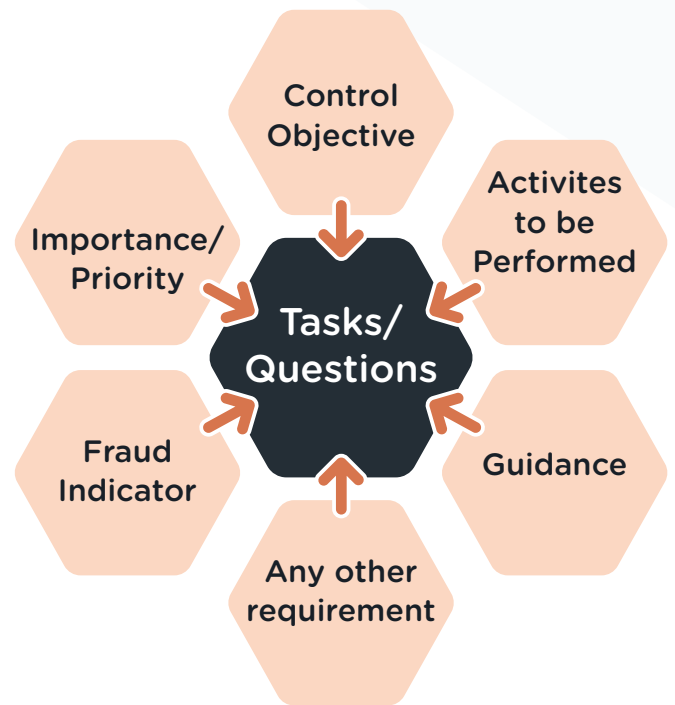 Control
Objective
Activites
to be
Performed
Importance/
Priority
Tasks/
Questions
Guidance
Fraud
Indicator
Any other
requirement